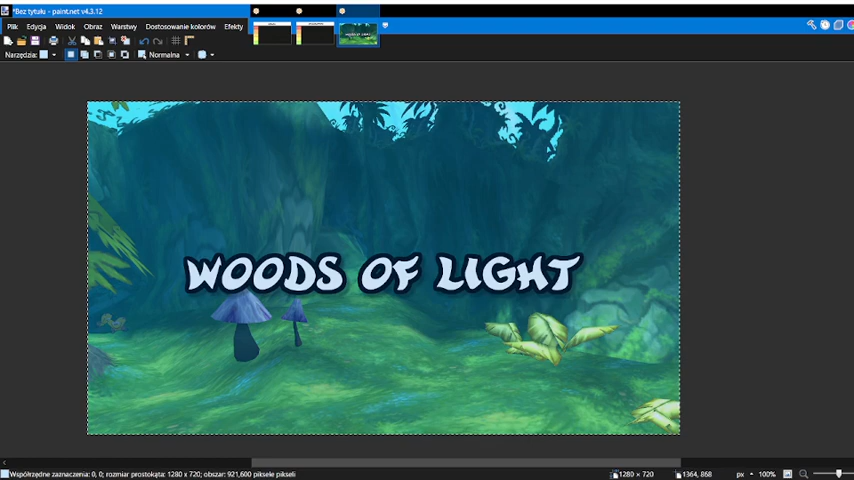 *Bez tytułu - paint.net v4.3.12
Plik Edycja Widok Obraz Warstwy Dostosowanie kolorów Efekty
Narzędzia: Normalna
WOODS OF LIGHT
Współrzędne zaznaczenia: 0, 0; rozmiar prostokąta: 1280 x 720; obszar: 921,600 piksele pikseli
1280 × 720
1364, 868
px
100%